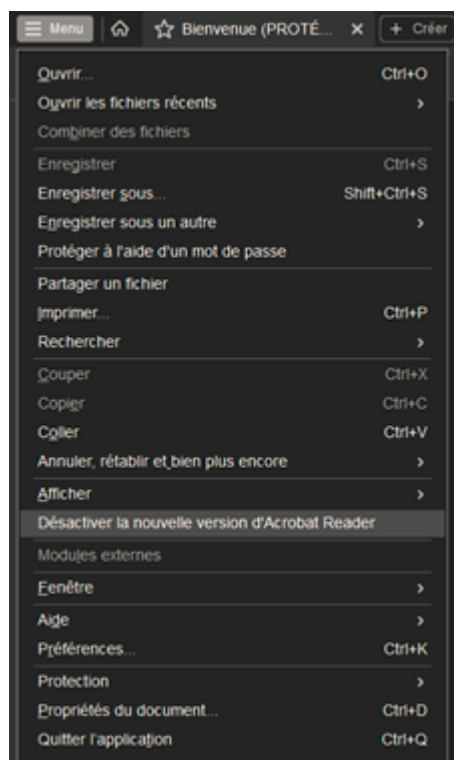 Menu Bienvenue (PROTÉ... × + Créer
Ouvrir... Ctrl+O
Ouvrir les fichiers récents >
Combiner des fichiers
Enregistrer Ctrl+S
Enregistrer sous... Shift+Ctrl+S
Enregistrer sous un autre >
Protéger à l'aide d'un mot de passe
Partager un fichier
Imprimer... Ctrl+P
Rechercher >
Couper Ctrl+X
Copier Ctrl+C
Coller Ctrl+V
Annuler, rétablir et bien plus encore >
Afficher >
Désactiver la nouvelle version d'Acrobat Reader
Modules externes
Fenêtre >
Aide >
Préférences... Ctrl+K
Protection >
Propriétés du document... Ctrl+D
Quitter l'application Ctrl+Q